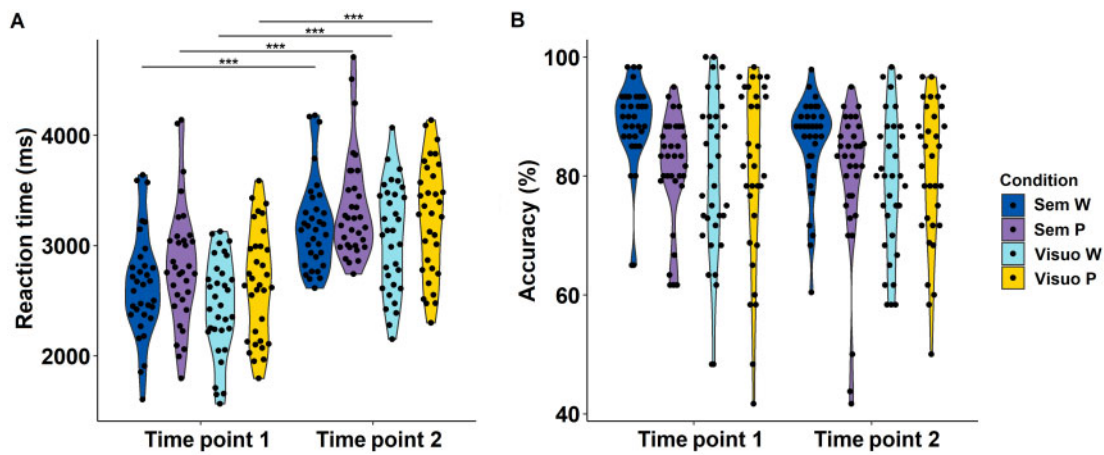 A
Reaction time (ms)
4000
3000
2000
***
***
***
***
Time point 1
Time point 2
B
Accuracy (%)
100
80
60
40
Time point 1
Time point 2
Condition
Sem W
Sem P
Visuo W
Visuo P